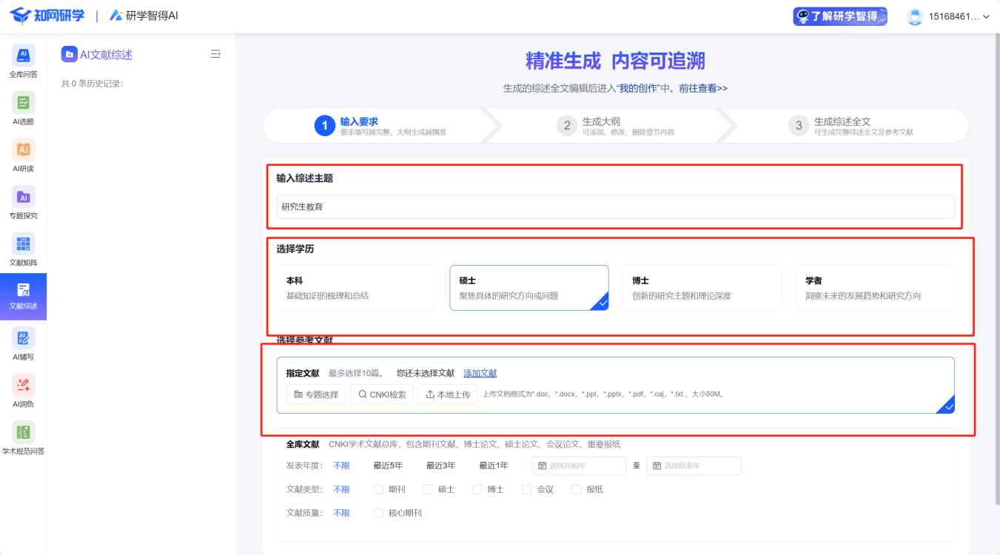 知网研学 | 研学智得AI
了解研学智得
15168461...
AI文献综述
共 0 条历史记录:
全库问答
AI选题
AI研读
专题探究
文献矩阵
文献综述
AI辅写
AI润色
学术规范问答
精准生成 内容可追溯
生成的综述全文编辑后进入“我的创作”中。前往查看>>
1 输入要求
要求填写越完整，大纲生成越精准
2 生成大纲
可添加、修改、删除章节内容
3 生成综述全文
可生成完整综述全文及参考文献
输入综述主题
研究生教育
选择学历
本科
基础知识的梳理和总结
硕士
聚焦具体的研究方向或问题
博士
创新的研究主题和理论深度
学者
洞察未来的发展趋势和研究方向
选择参考文献
指定文献 最多选择10篇。 您还未选择文献 添加文献
专题选择 CNKI检索 本地上传 上传文档格式为*.doc，*.docx，*.ppt，*.pptx，*.pdf，*.caj，*.txt ，大小50M。
全库文献 CNKI学术文献总库，包含期刊文献、博士论文、硕士论文、会议论文、重要报纸
发表年度： 不限 最近5年 最近3年 最近1年 选择开始年 至 选择结束年
文献类型： 不限 期刊 硕士 博士 会议 报纸
文献质量： 不限 核心期刊